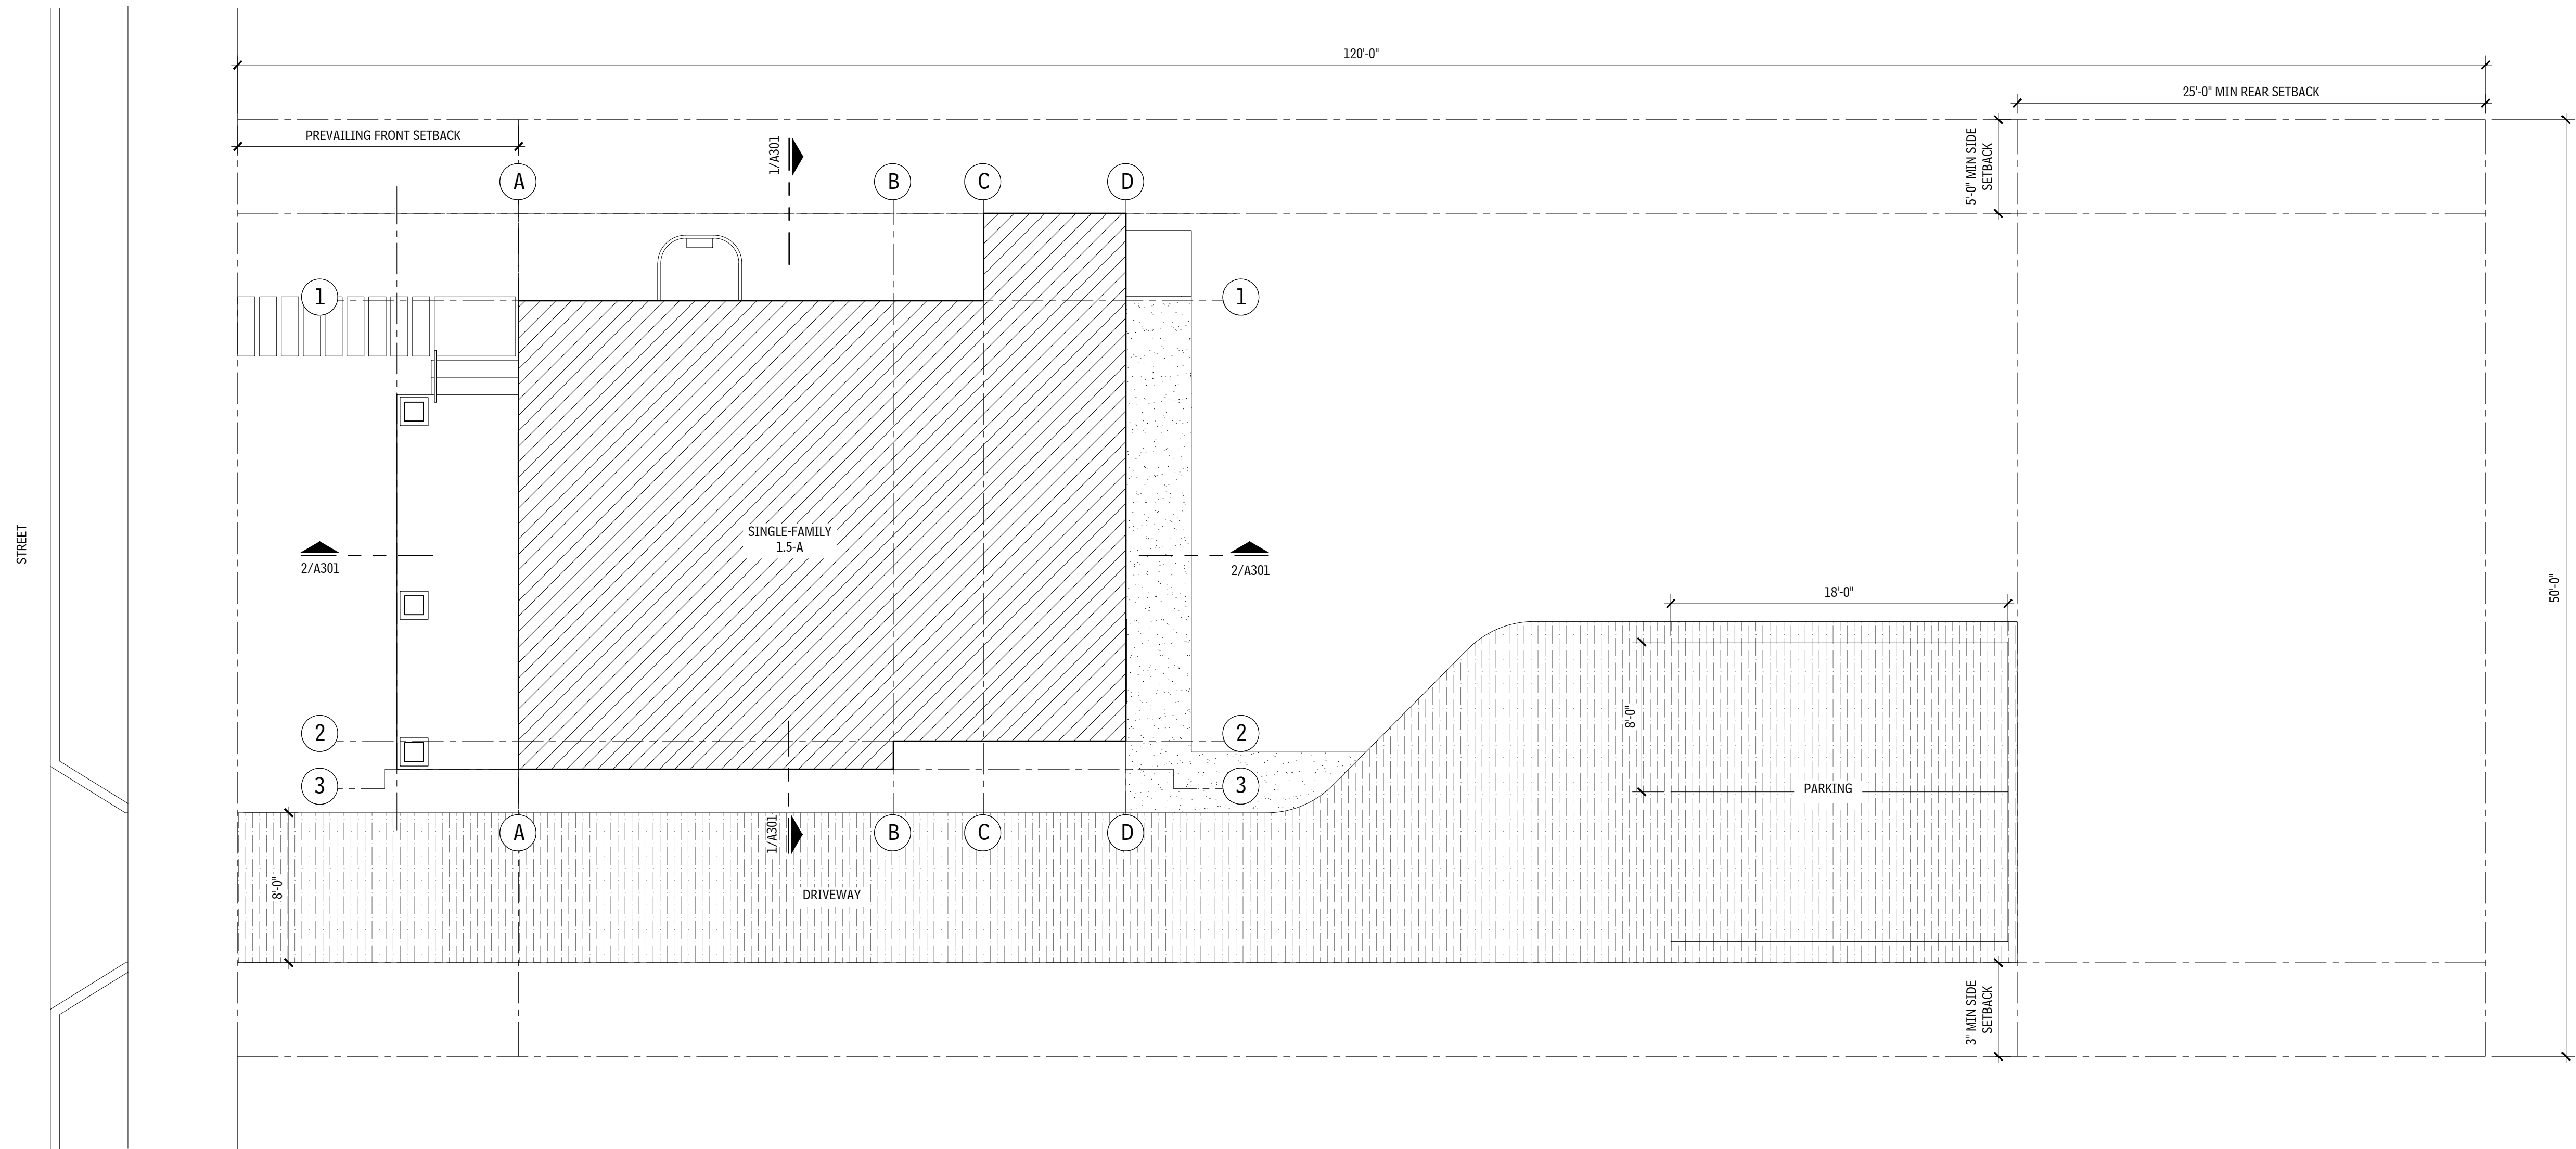 120'-0"
25'-0" MIN REAR SETBACK
PREVAILING FRONT SETBACK
1/A301
5'-0" MIN SIDE
SETBACK
A
B
C
D
1
1
SINGLE-FAMILY
1.5-A
STREET
2/A301
2/A301
18'-0"
50'-0"
8'-0"
2
2
3
3
PARKING
A
1/A301
B
C
D
8'-0"
DRIVEWAY
3" MIN SIDE
SETBACK